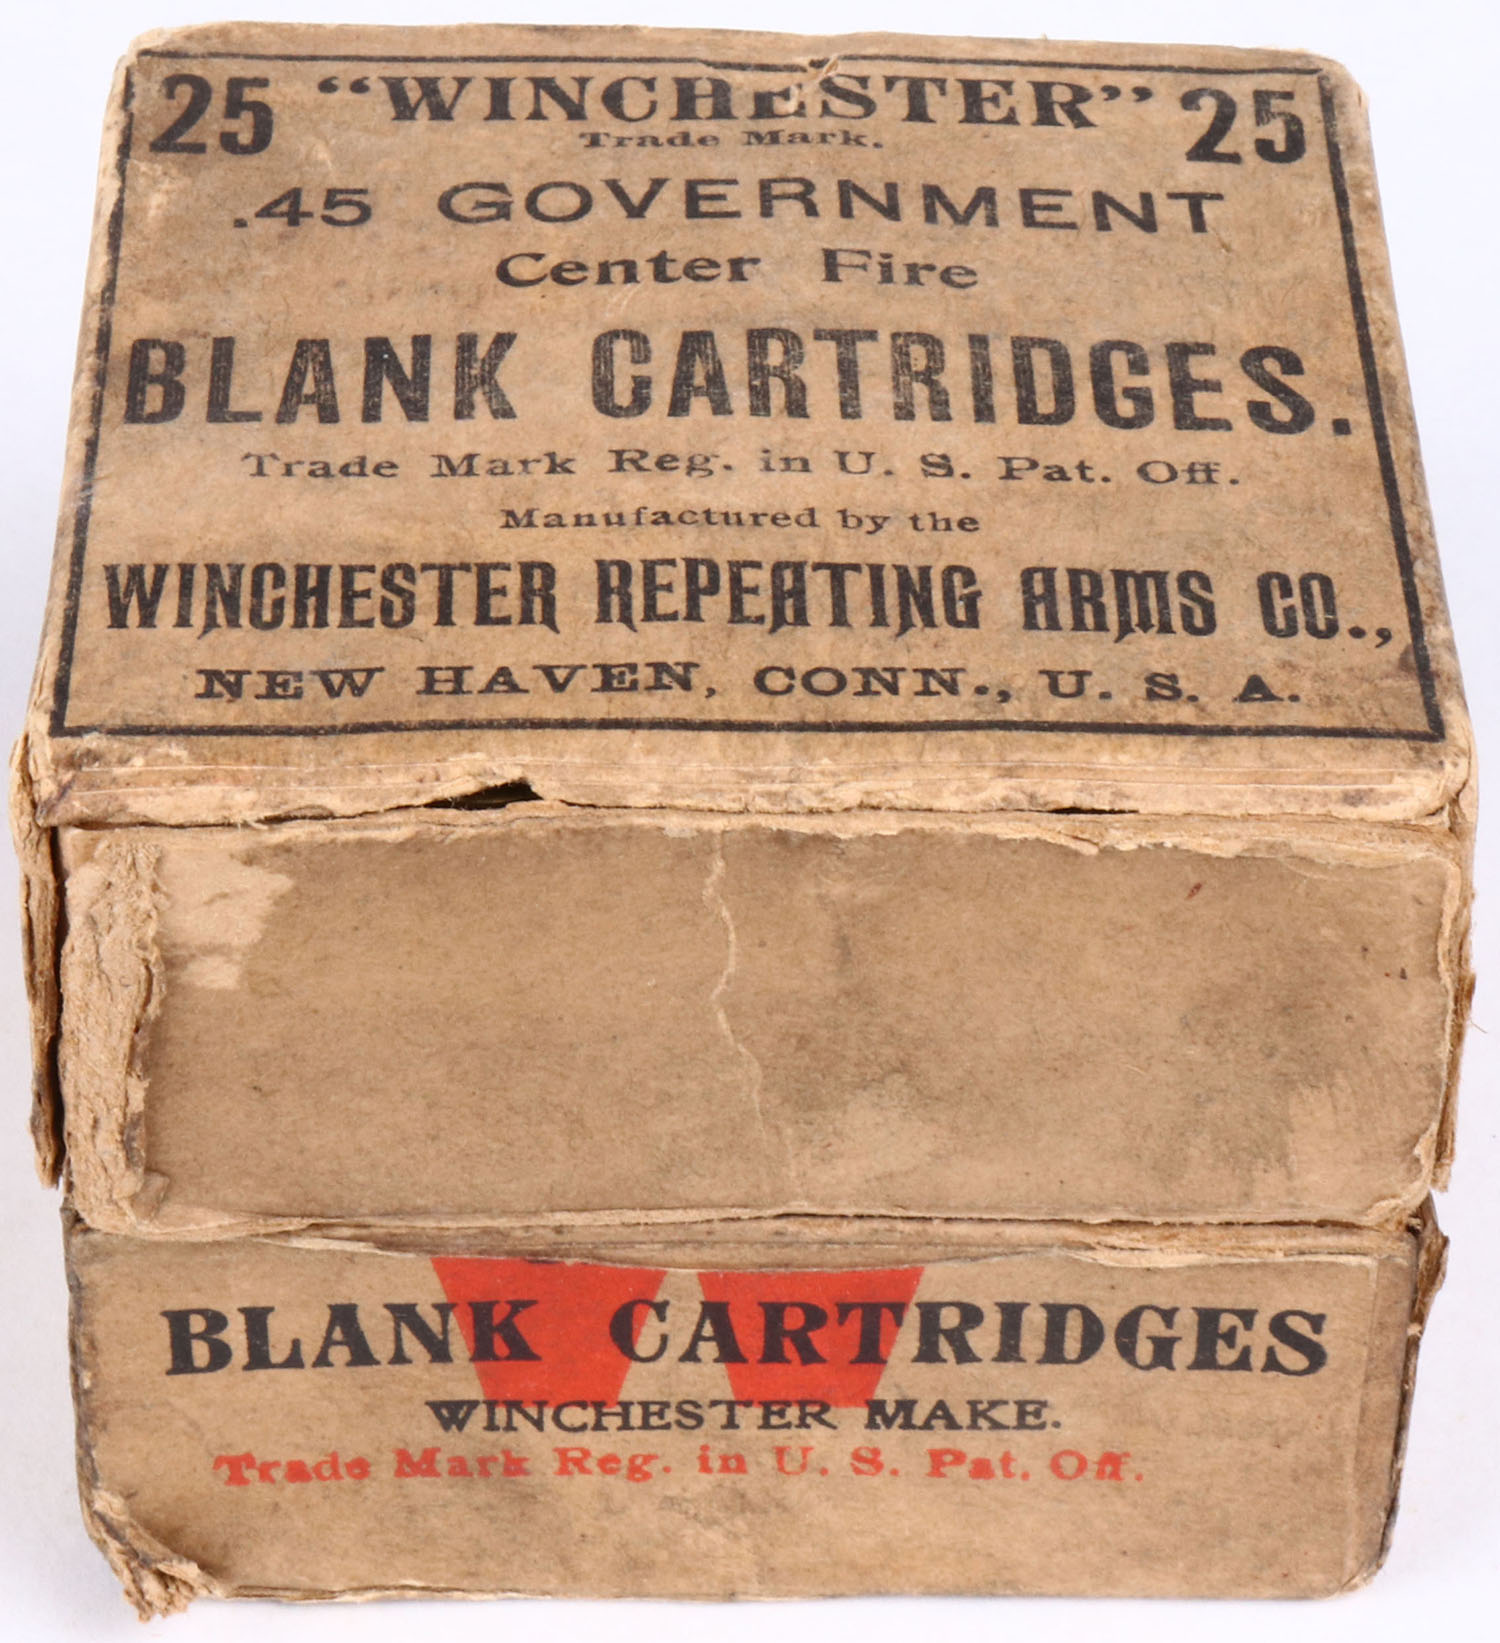 25 “WINCHESTER” 25
Trade Mark.
.45 GOVERNMENT
Center Fire
BLANK CARTRIDGES.
Trade Mark Reg. in U. S. Pat. Off.
Manufactured by the
WINCHESTER REPEATING ARMS CO.,
NEW HAVEN, CONN., U. S. A.
W
BLANK CARTRIDGES
WINCHESTER MAKE.
Trade Mark Reg. in U. S. Pat. Off.